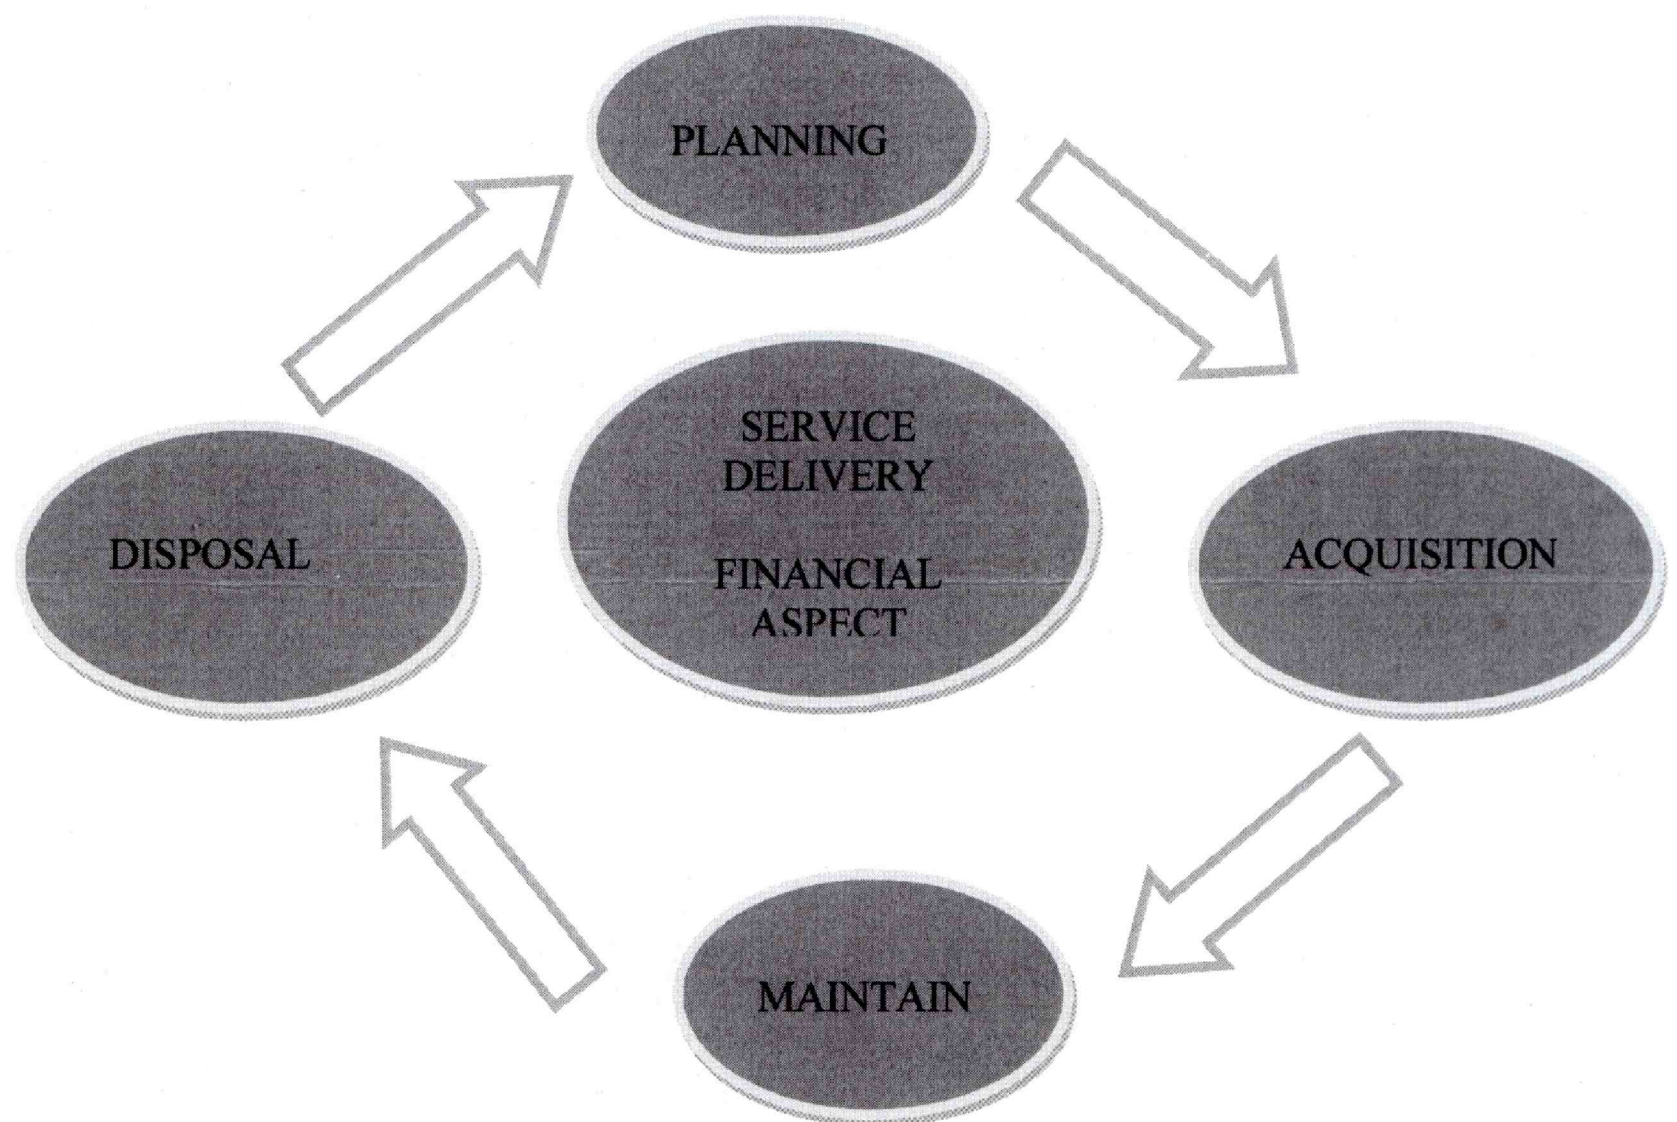 PLANNING
SERVICE
DELIVERY
FINANCIAL
ASPECT
DISPOSAL
ACQUISITION
MAINTAIN